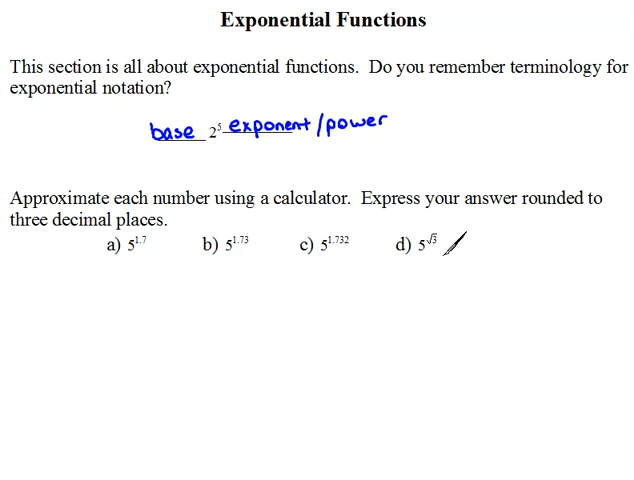 Exponential Functions
This section is all about exponential functions. Do you remember terminology for
exponential notation?
base 2⁵ exponent/power
Approximate each number using a calculator. Express your answer rounded to
three decimal places.
a) 5^1.7 b) 5^1.73 c) 5^1.732 d) 5^√3